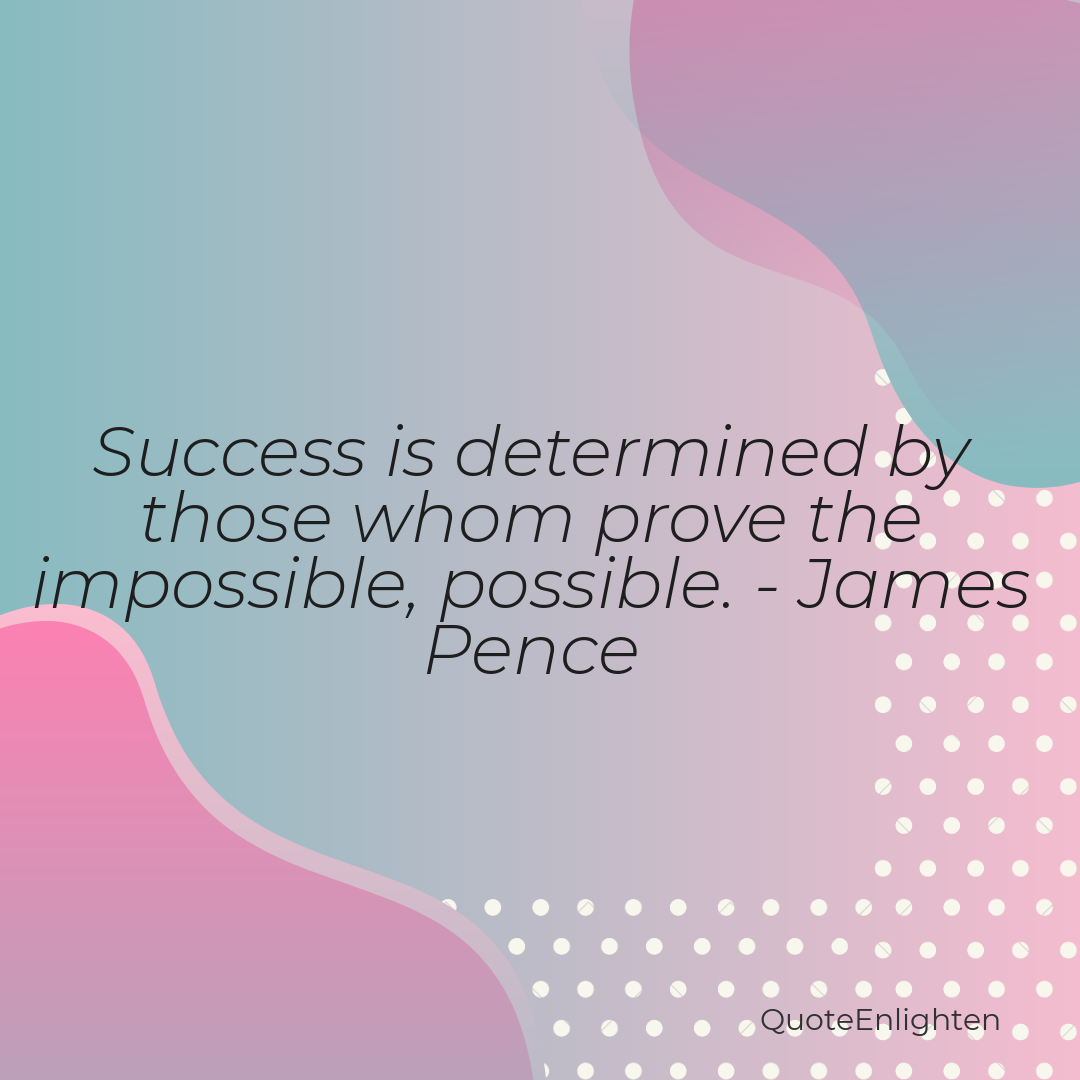 Success is determined by
those whom prove the
impossible, possible. - James
Pence
QuoteEnlighten